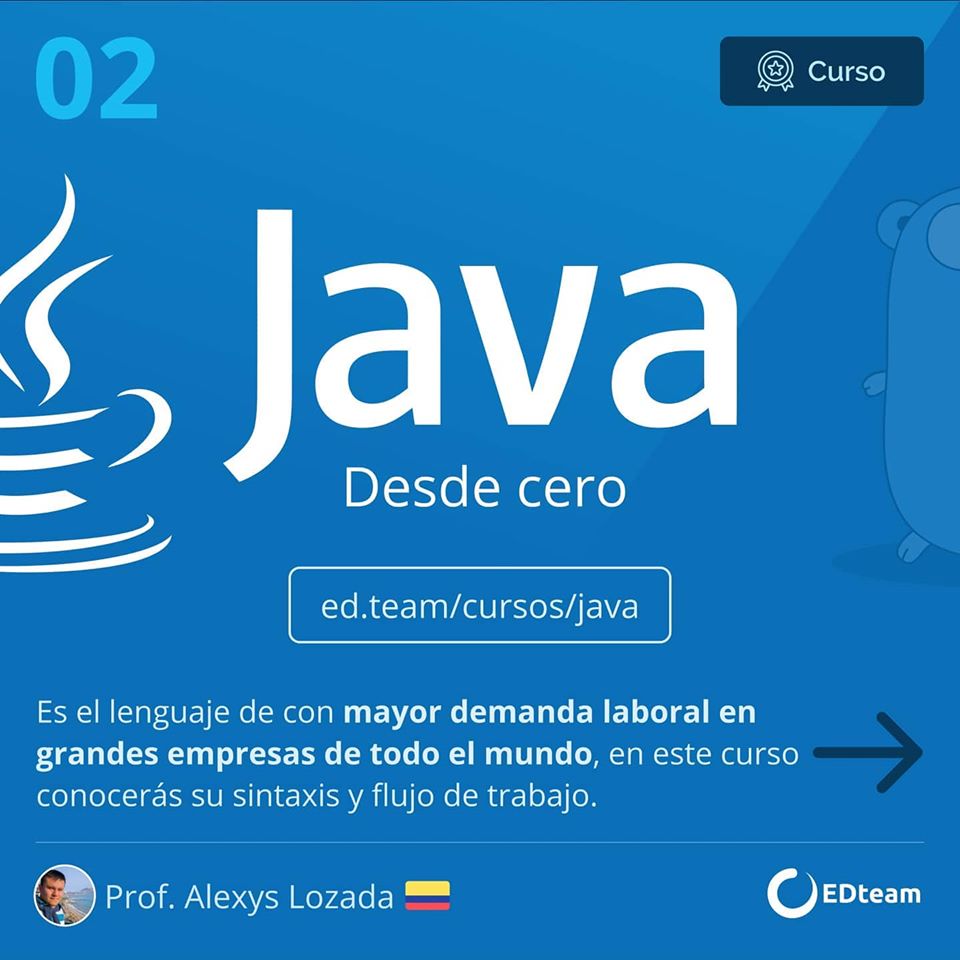 02
Curso
Java
Desde cero
ed.team/cursos/java
Es el lenguaje de con mayor demanda laboral en
grandes empresas de todo el mundo, en este curso
conocerás su sintaxis y flujo de trabajo.
Prof. Alexys Lozada
EDteam